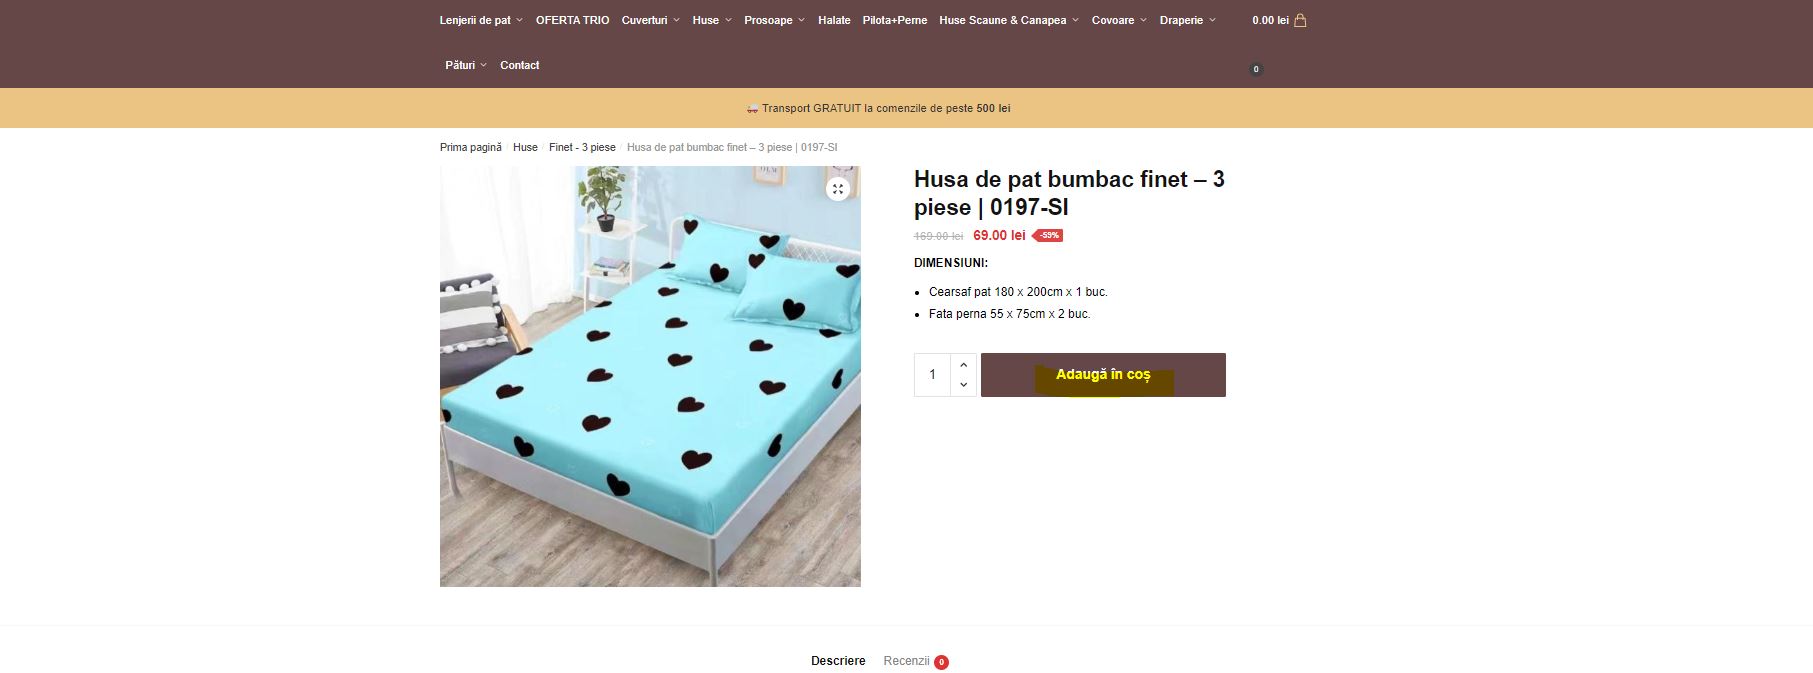 Lenjerii de pat OFERTA TRIO Cuverturi Huse Prosoape Halate Pilota+Perne Huse Scaune & Canapea Covoare Draperie 0.00 lei
Pături Contact 0
Transport GRATUIT la comenzile de peste 500 lei
Prima pagină / Huse / Finet - 3 piese / Husa de pat bumbac finet – 3 piese | 0197-SI
Husa de pat bumbac finet – 3
piese | 0197-SI
169.00 lei 69.00 lei -59%
DIMENSIUNI:
• Cearsaf pat 180 x 200cm x 1 buc.
• Fata perna 55 x 75cm x 2 buc.
1 Adaugă în coș
Descriere Recenzii 0